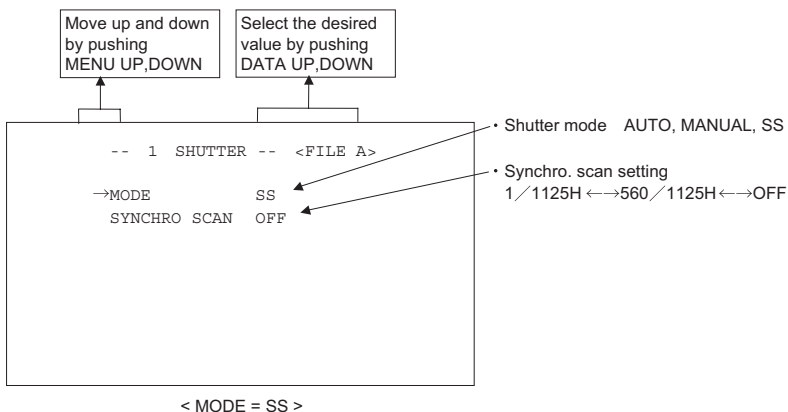 Move up and down
by pushing
MENU UP,DOWN
Select the desired
value by pushing
DATA UP,DOWN
-- 1 SHUTTER -- <FILE A>
→MODE SS
SYNCHRO SCAN OFF
・ Shutter mode AUTO, MANUAL, SS
・ Synchro. scan setting
1／1125H ←→560／1125H←→OFF
< MODE = SS >